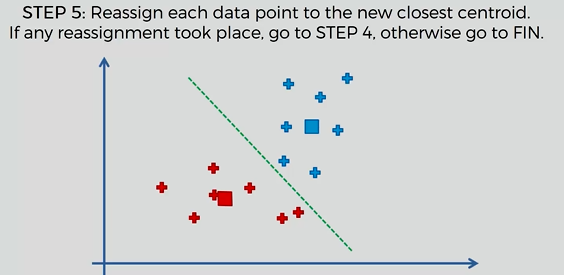 STEP 5: Reassign each data point to the new closest centroid.
If any reassignment took place, go to STEP 4, otherwise go to FIN.